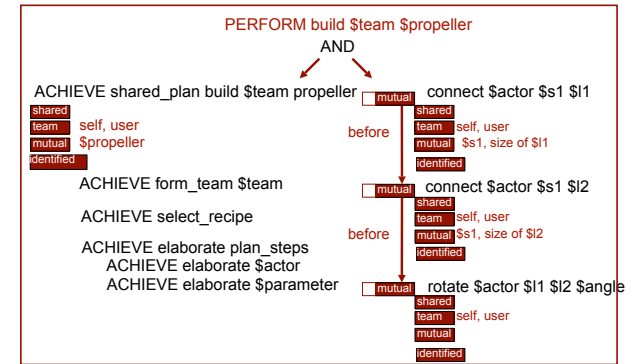 PERFORM build $team $propeller
AND
ACHIEVE shared_plan build $team propeller
shared
team self, user
mutual $propeller
identified
ACHIEVE form_team $team
ACHIEVE select_recipe
ACHIEVE elaborate plan_steps
ACHIEVE elaborate $actor
ACHIEVE elaborate $parameter
mutual connect $actor $s1 $l1
shared
team self, user
mutual $s1, size of $l1
identified
before
mutual connect $actor $s1 $l2
shared
team self, user
mutual $s1, size of $l2
identified
before
mutual rotate $actor $l1 $l2 $angle
shared
team self, user
mutual
identified